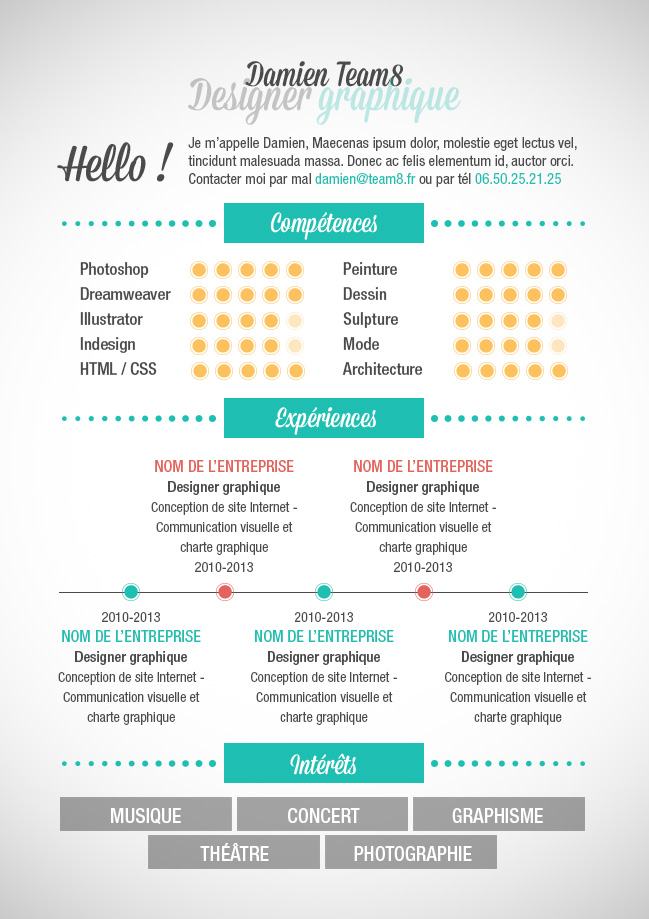 Damien Team8
Designer graphique
Hello !
Je m'appelle Damien, Maecenas ipsum dolor, molestie eget lectus vel,
tincidunt malesuada massa. Donec ac felis elementum id, auctor orci.
Contacter moi par mal damien@team8.fr ou par tél 06.50.25.21.25
Compétences
Photoshop
Dreamweaver
Illustrator
Indesign
HTML / CSS
Peinture
Dessin
Sulpture
Mode
Architecture
Expériences
NOM DE L'ENTREPRISE
Designer graphique
Conception de site Internet -
Communication visuelle et
charte graphique
2010-2013
NOM DE L'ENTREPRISE
Designer graphique
Conception de site Internet -
Communication visuelle et
charte graphique
2010-2013
2010-2013
NOM DE L'ENTREPRISE
Designer graphique
Conception de site Internet -
Communication visuelle et
charte graphique
2010-2013
NOM DE L'ENTREPRISE
Designer graphique
Conception de site Internet -
Communication visuelle et
charte graphique
2010-2013
NOM DE L'ENTREPRISE
Designer graphique
Conception de site Internet -
Communication visuelle et
charte graphique
Intérêts
MUSIQUE
CONCERT
GRAPHISME
THÉÂTRE
PHOTOGRAPHIE